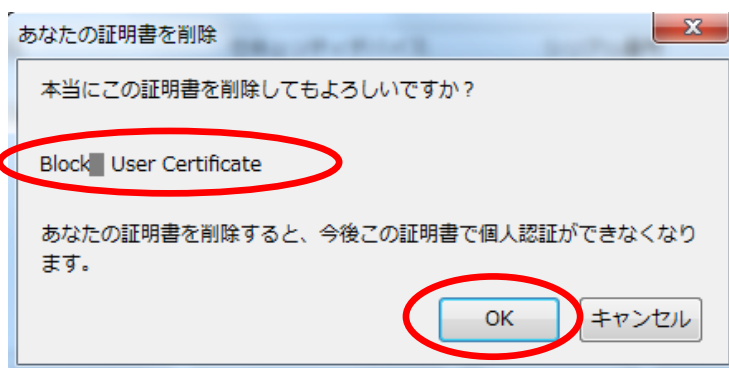 あなたの証明書を削除
本当にこの証明書を削除してもよろしいですか？
Block User Certificate
あなたの証明書を削除すると、今後この証明書で個人認証ができなくなり
ます。
OK
キャンセル